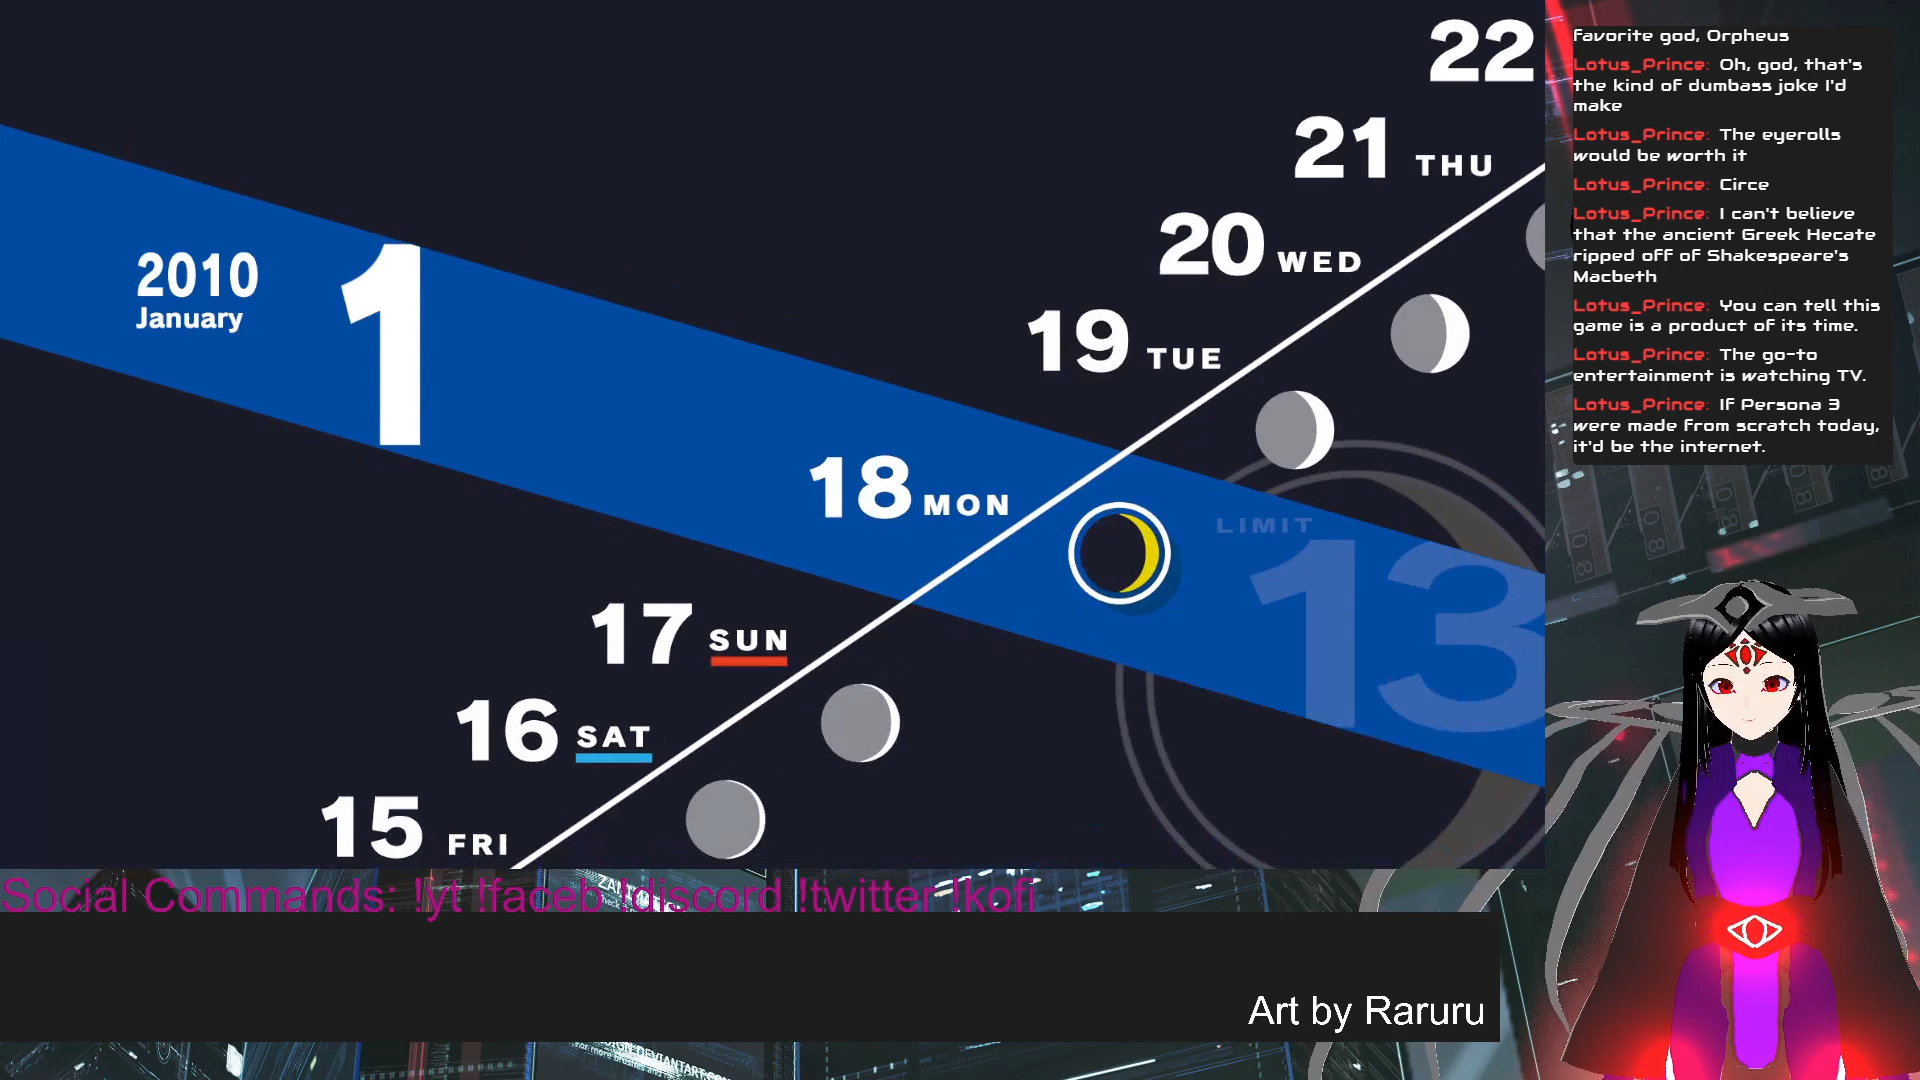 22
21 THU
20 WED
19 TUE
2010
January
1
18 MON
LIMIT
13
17 SUN
16 SAT
15 FRI
favorite god, Orpheus
Lotus_Prince: Oh, god, that's
the kind of dumbass joke I'd
make
Lotus_Prince: The eyerolls
would be worth it
Lotus_Prince: Circe
Lotus_Prince: I can't believe
that the ancient Greek Hecate
ripped off of Shakespeare's
Macbeth
Lotus_Prince: You can tell this
game is a product of its time.
Lotus_Prince: The go-to
entertainment is watching TV.
Lotus_Prince: If Persona 3
were made from scratch today,
it'd be the internet.
Social Commands: !yt !faceb !discord !twitter !kofi
Art by Raruru